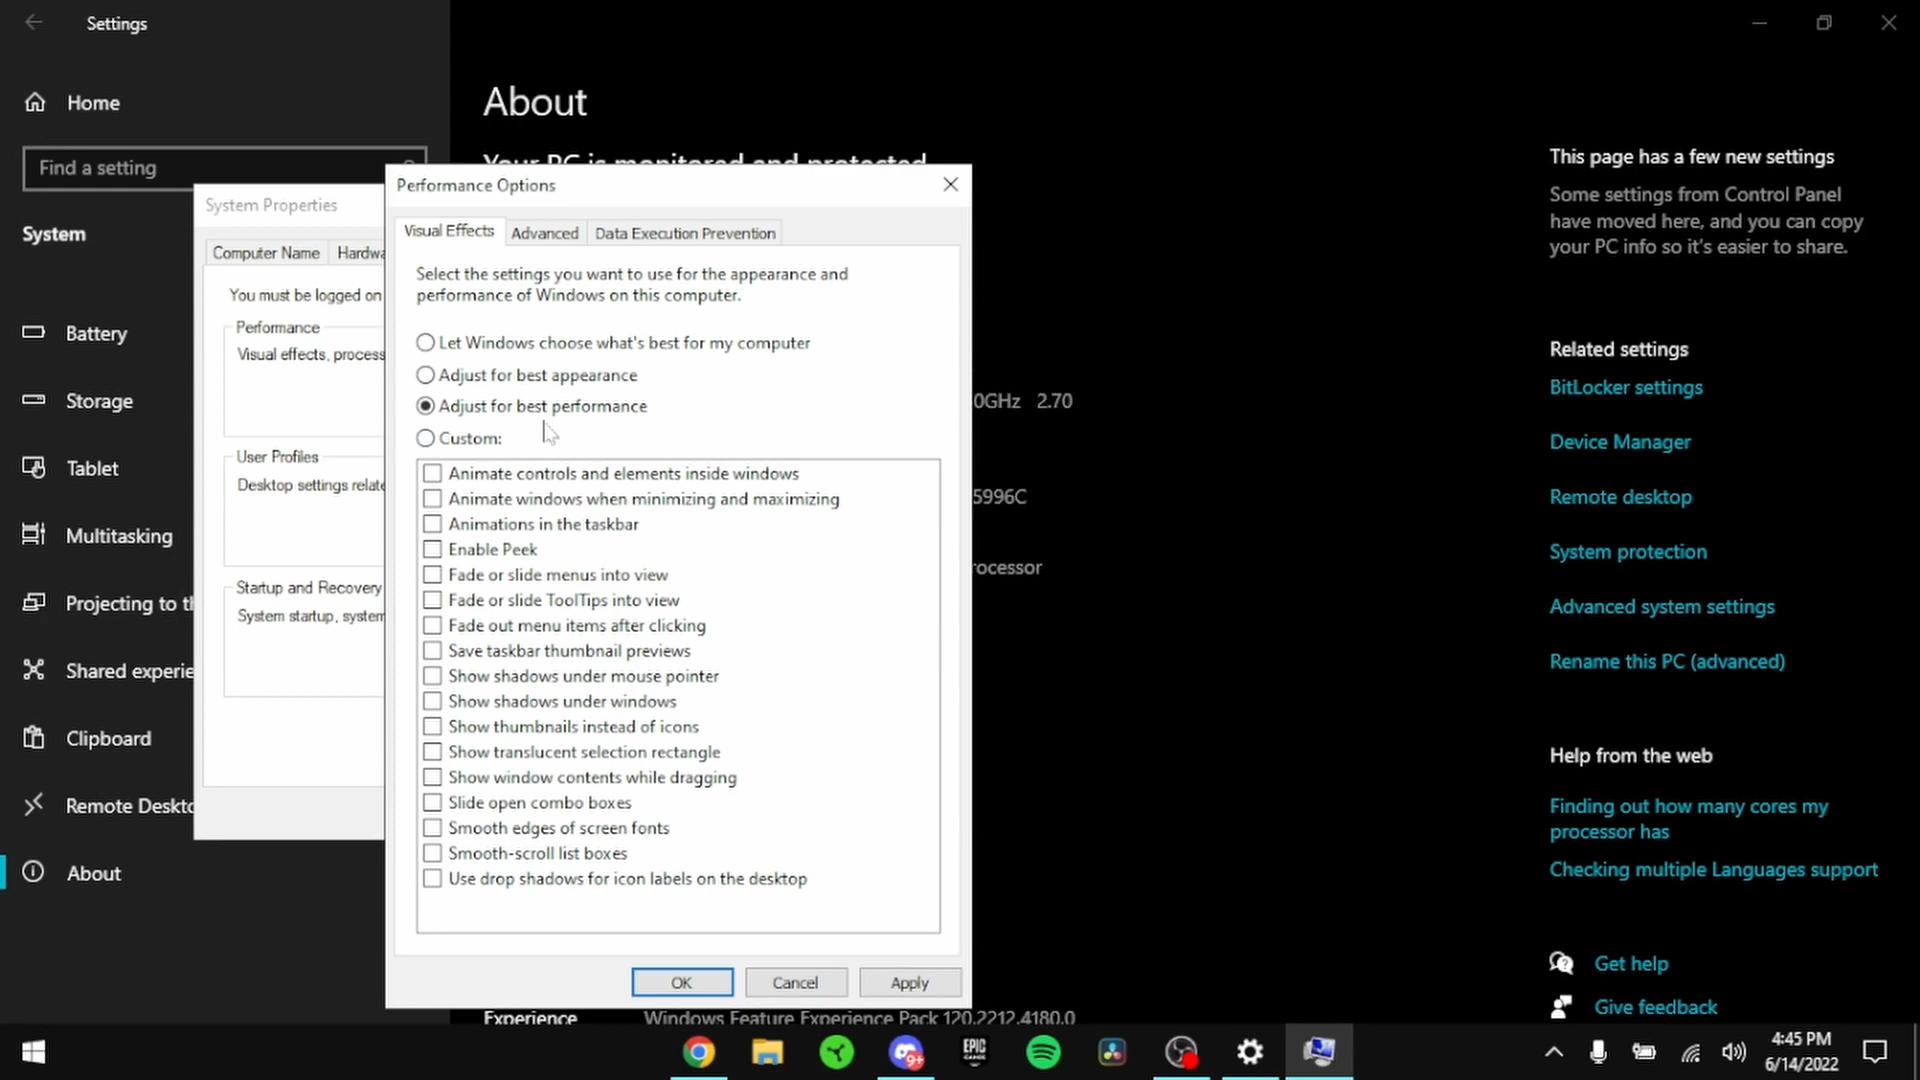 Settings
Home
Find a setting
System
Battery
Storage
Tablet
Multitasking
Projecting to th
Shared experie
Clipboard
Remote Deskto
About
About
Your PC is monitored and protected
0GHz 2.70
5996C
rocessor
Experience Windows Feature Experience Pack 120.2212.4180.0
System Properties
Computer Name Hardwa
You must be logged on
Performance
Visual effects, process
User Profiles
Desktop settings relate
Startup and Recovery
System startup, system
Performance Options
Visual Effects Advanced Data Execution Prevention
Select the settings you want to use for the appearance and
performance of Windows on this computer.
Let Windows choose what's best for my computer
Adjust for best appearance
Adjust for best performance
Custom:
Animate controls and elements inside windows
Animate windows when minimizing and maximizing
Animations in the taskbar
Enable Peek
Fade or slide menus into view
Fade or slide ToolTips into view
Fade out menu items after clicking
Save taskbar thumbnail previews
Show shadows under mouse pointer
Show shadows under windows
Show thumbnails instead of icons
Show translucent selection rectangle
Show window contents while dragging
Slide open combo boxes
Smooth edges of screen fonts
Smooth-scroll list boxes
Use drop shadows for icon labels on the desktop
OK Cancel Apply
This page has a few new settings
Some settings from Control Panel
have moved here, and you can copy
your PC info so it's easier to share.
Related settings
BitLocker settings
Device Manager
Remote desktop
System protection
Advanced system settings
Rename this PC (advanced)
Help from the web
Finding out how many cores my
processor has
Checking multiple Languages support
Get help
Give feedback
9+
EPIC
GAMES
4:45 PM
6/14/2022